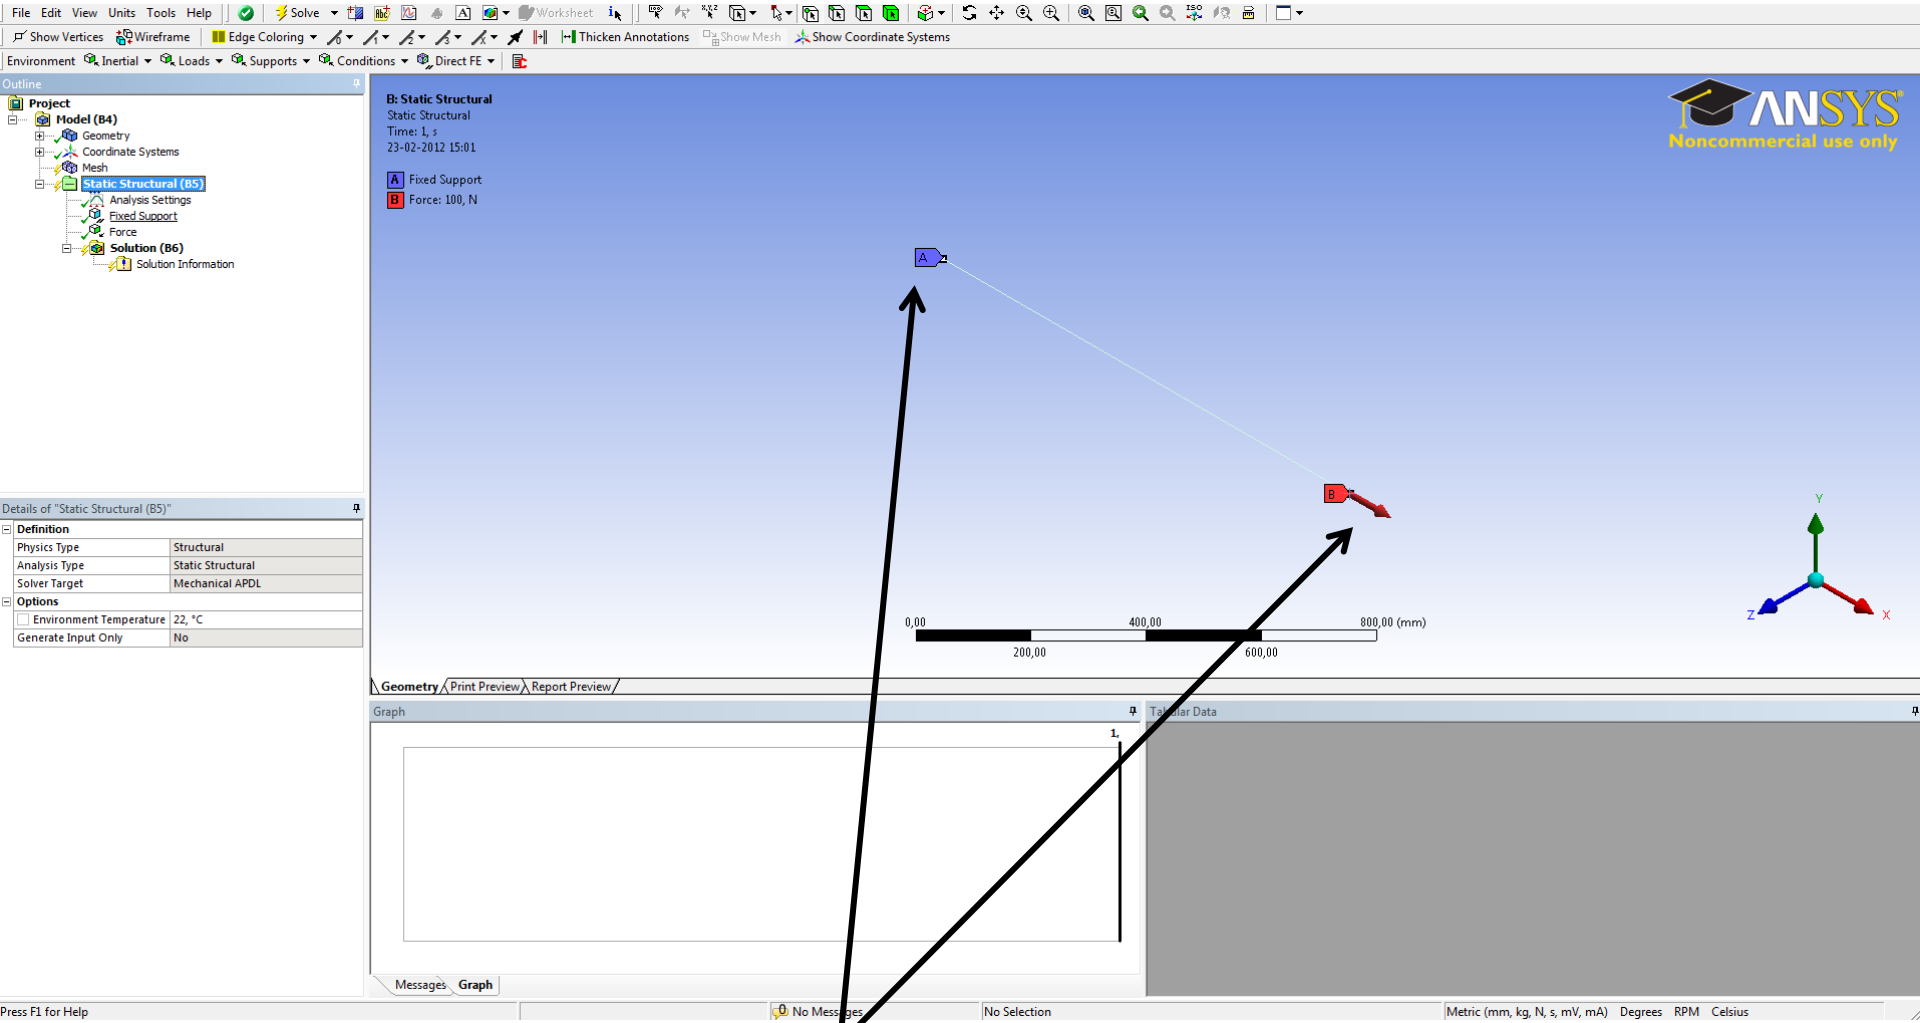 File Edit View Units Tools Help Solve Abc A Worksheet ISO
Show Vertices Wireframe Edge Coloring Thicken Annotations Show Mesh Show Coordinate Systems
Environment Inertial Loads Supports Conditions Direct FE
Outline
Project
Model (B4)
Geometry
Coordinate Systems
Mesh
Static Structural (B5)
Analysis Settings
Fixed Support
Force
Solution (B6)
Solution Information
Details of "Static Structural (B5)"
Definition
Physics Type Structural
Analysis Type Static Structural
Solver Target Mechanical APDL
Options
Environment Temperature 22, °C
Generate Input Only No
B: Static Structural
Static Structural
Time: 1, s
23-02-2012 15:01
A Fixed Support
B Force: 100, N
ANSYS
Noncommercial use only
A
B
0,00 400,00 800,00 (mm)
200,00 600,00
Y
Z X
Geometry Print Preview Report Preview
Graph
1,
Messages Graph
Tabular Data
Press F1 for Help No Messages No Selection Metric (mm, kg, N, s, mV, mA) Degrees RPM Celsius